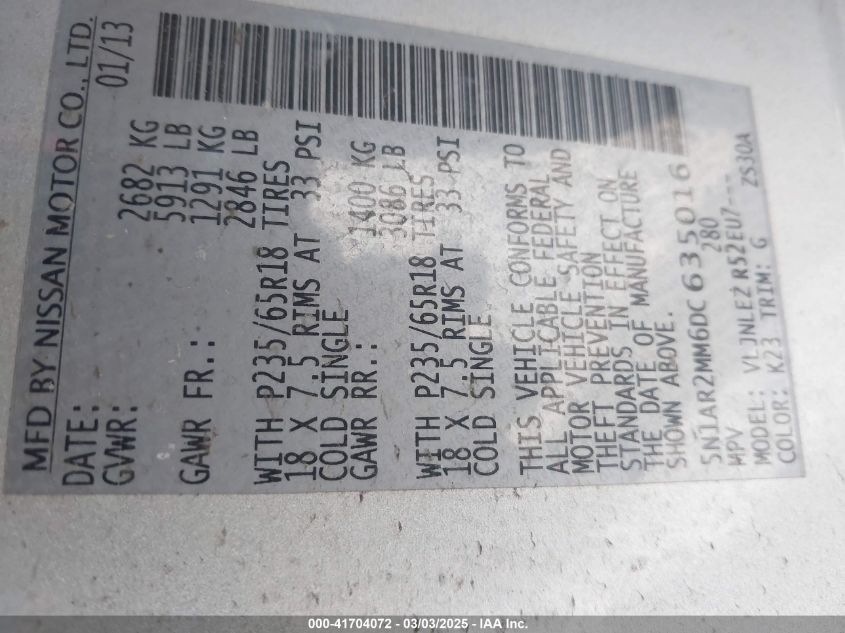 MFD BY NISSAN MOTOR CO., LTD.
DATE: 01/13
GVWR: 2682 KG
5913 LB
GAWR FR.: 1291 KG
2846 LB
WITH P235/65R18 TIRES
18 X 7.5 RIMS AT 33 PSI
COLD SINGLE
GAWR RR.: 1400 KG
3086 LB
WITH P235/65R18 TIRES
18 X 7.5 RIMS AT 33 PSI
COLD SINGLE
THIS VEHICLE CONFORMS TO
ALL APPLICABLE FEDERAL
MOTOR VEHICLE SAFETY AND
THEFT PREVENTION
STANDARDS IN EFFECT ON
THE DATE OF MANUFACTURE
SHOWN ABOVE.
5N1AR2MM6DC635016
MPV 280
MODEL: VLJNLEZ R52EU7---
COLOR: K23 TRIM: G ZS30A
000-41704072 — 03/03/2025 - IAA Inc.